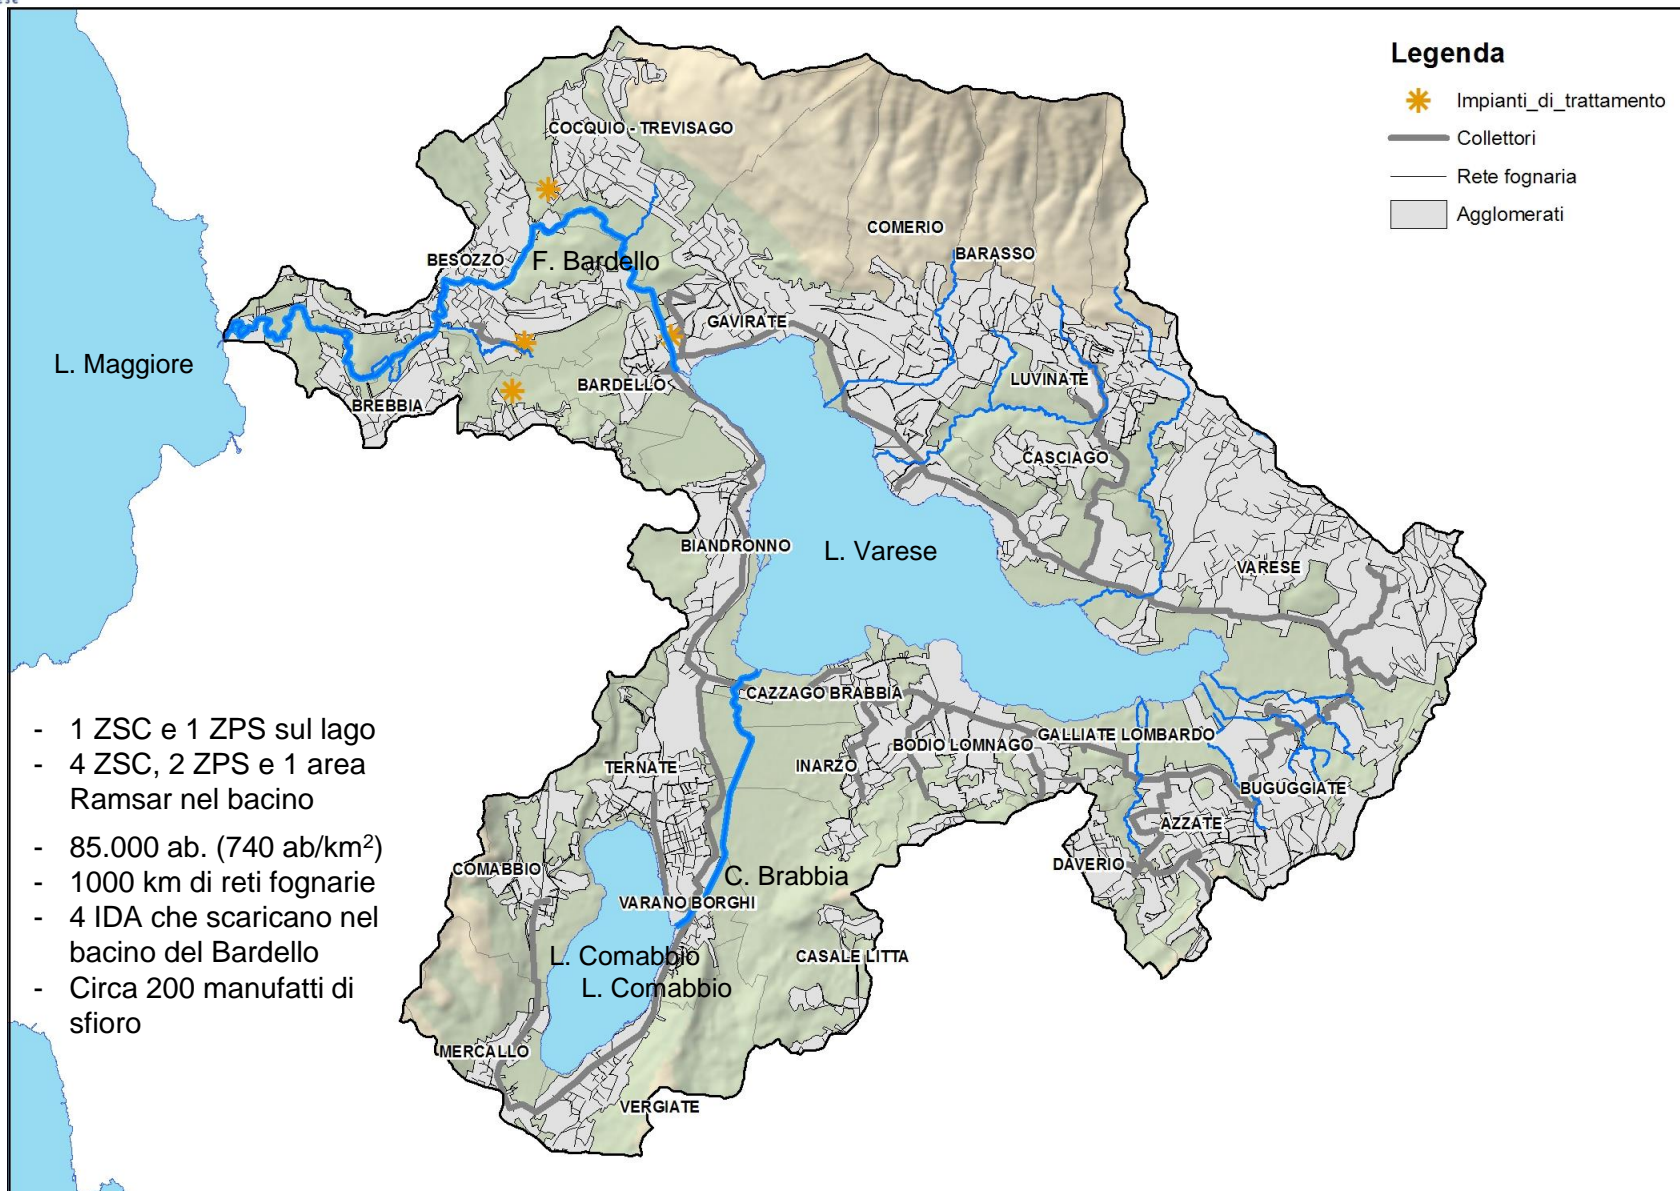 Legenda
Impianti_di_trattamento
Collettori
Rete fognaria
Agglomerati
COCQUIO - TREVISAGO
COMERIO
BARASSO
BESOZZO
F. Bardello
GAVIRATE
L. Maggiore
BARDELLO
LUVINATE
BREBBIA
CASCIAGO
BIANDRONNO
L. Varese
VARESE
CAZZAGO BRABBIA
GALLIATE LOMBARDO
BODIO LOMNAGO
TERNATE
INARZO
BUGUGGIATE
AZZATE
DAVERIO
COMABBIO
C. Brabbia
VARANO BORGHI
L. Comabbio
CASALE LITTA
L. Comabbio
MERCALLO
VERGIATE
- 1 ZSC e 1 ZPS sul lago
- 4 ZSC, 2 ZPS e 1 area
Ramsar nel bacino
- 85.000 ab. (740 ab/km²)
- 1000 km di reti fognarie
- 4 IDA che scaricano nel
bacino del Bardello
- Circa 200 manufatti di
sfioro